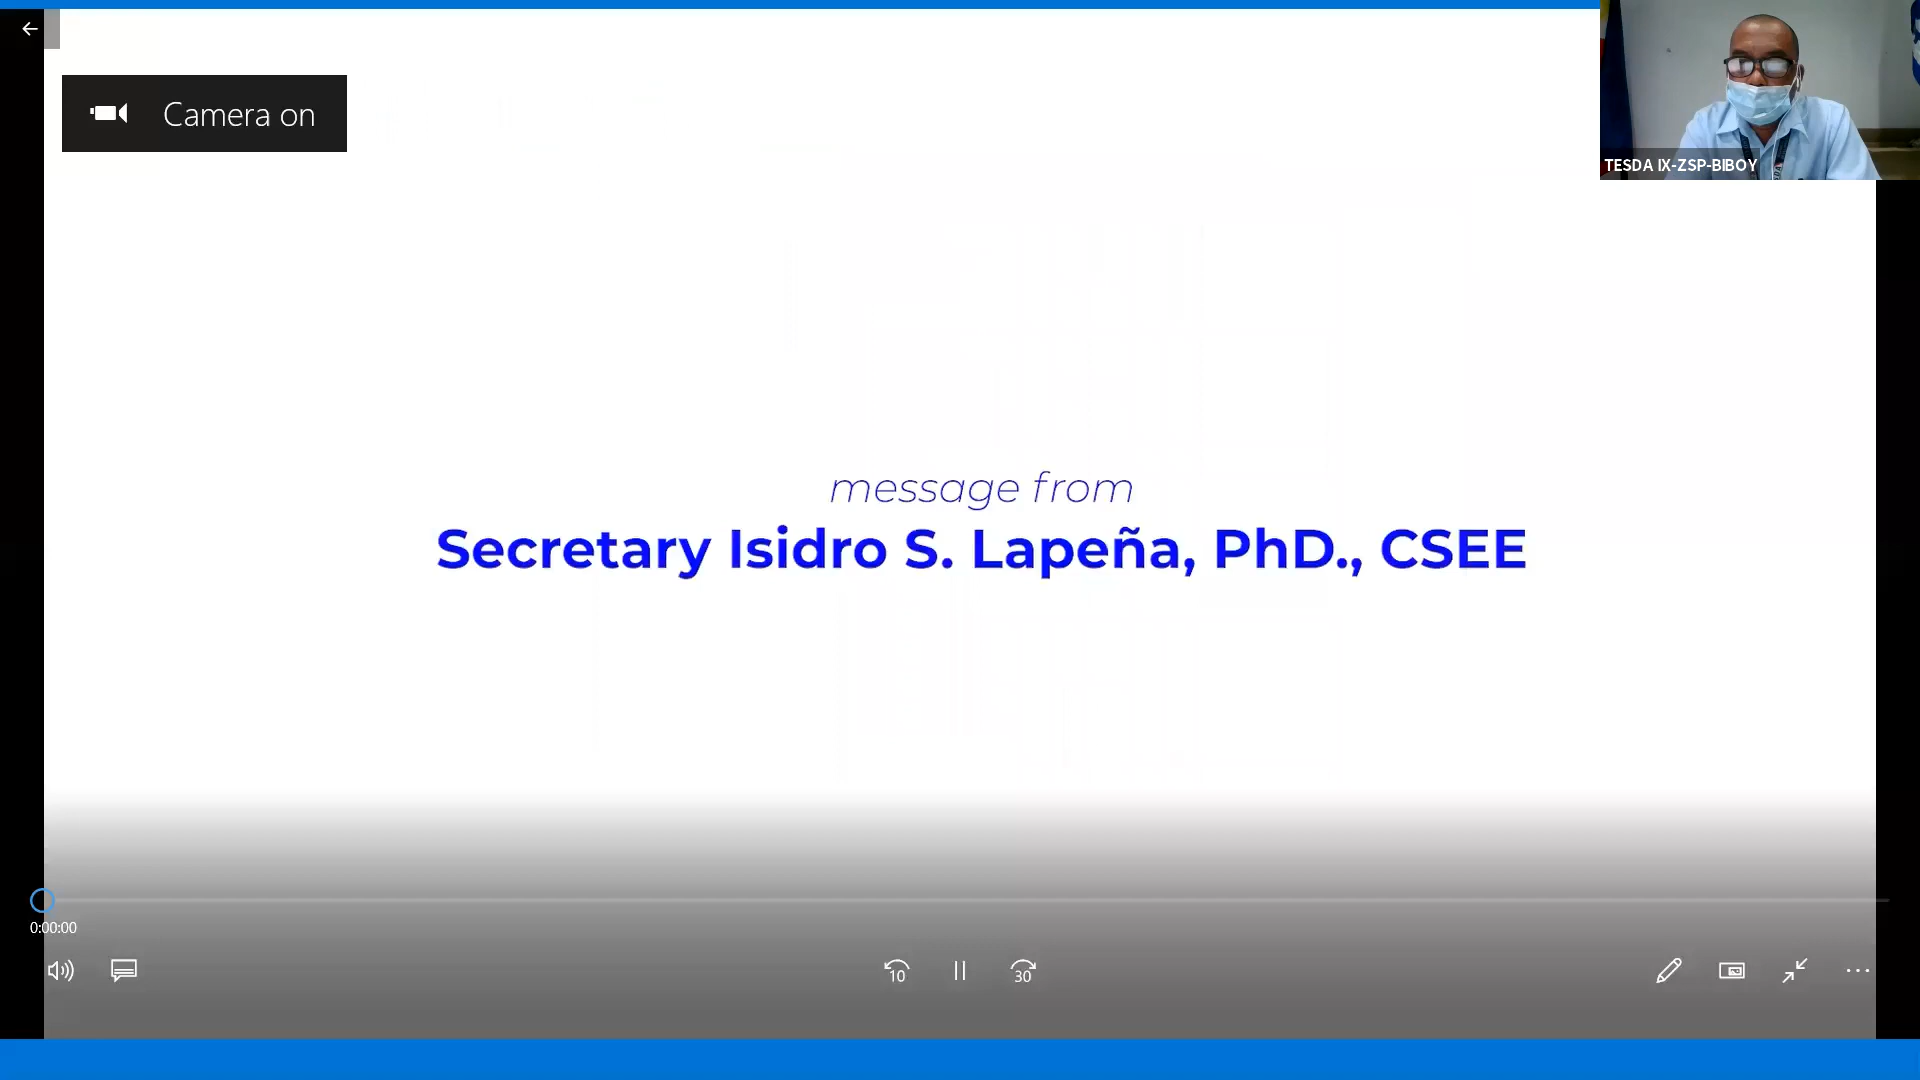 Camera on
TESDA IX-ZSP-BIBOY
message from
Secretary Isidro S. Lapeña, PhD., CSEE
0:00:00
10
30